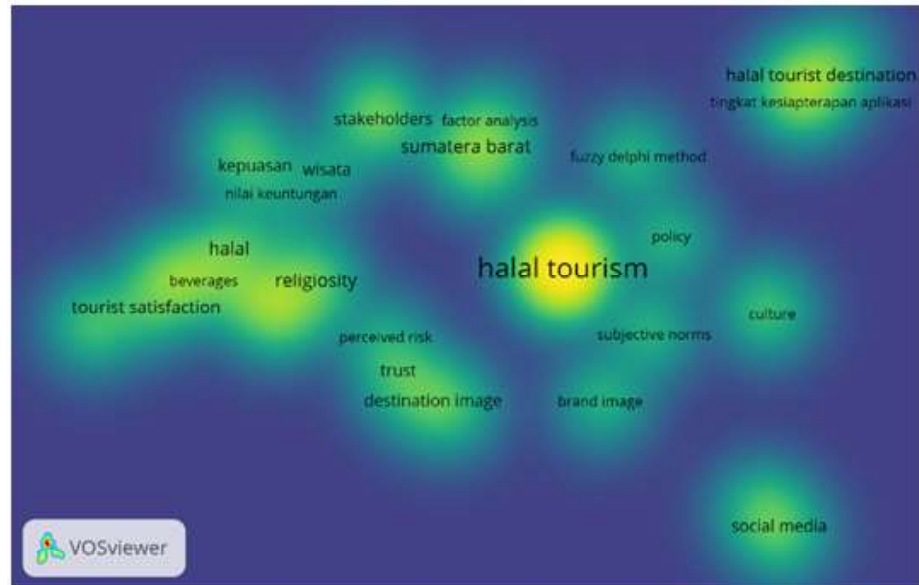 halal tourist destination
tingkat kesiapterapan aplikasi
stakeholders
factor analysis
sumatera barat
fuzzy delphi method
kepuasan
wisata
nilai keuntungan
policy
halal
halal tourism
beverages
religiosity
tourist satisfaction
culture
perceived risk
subjective norms
trust
destination image
brand image
social media
VOSviewer